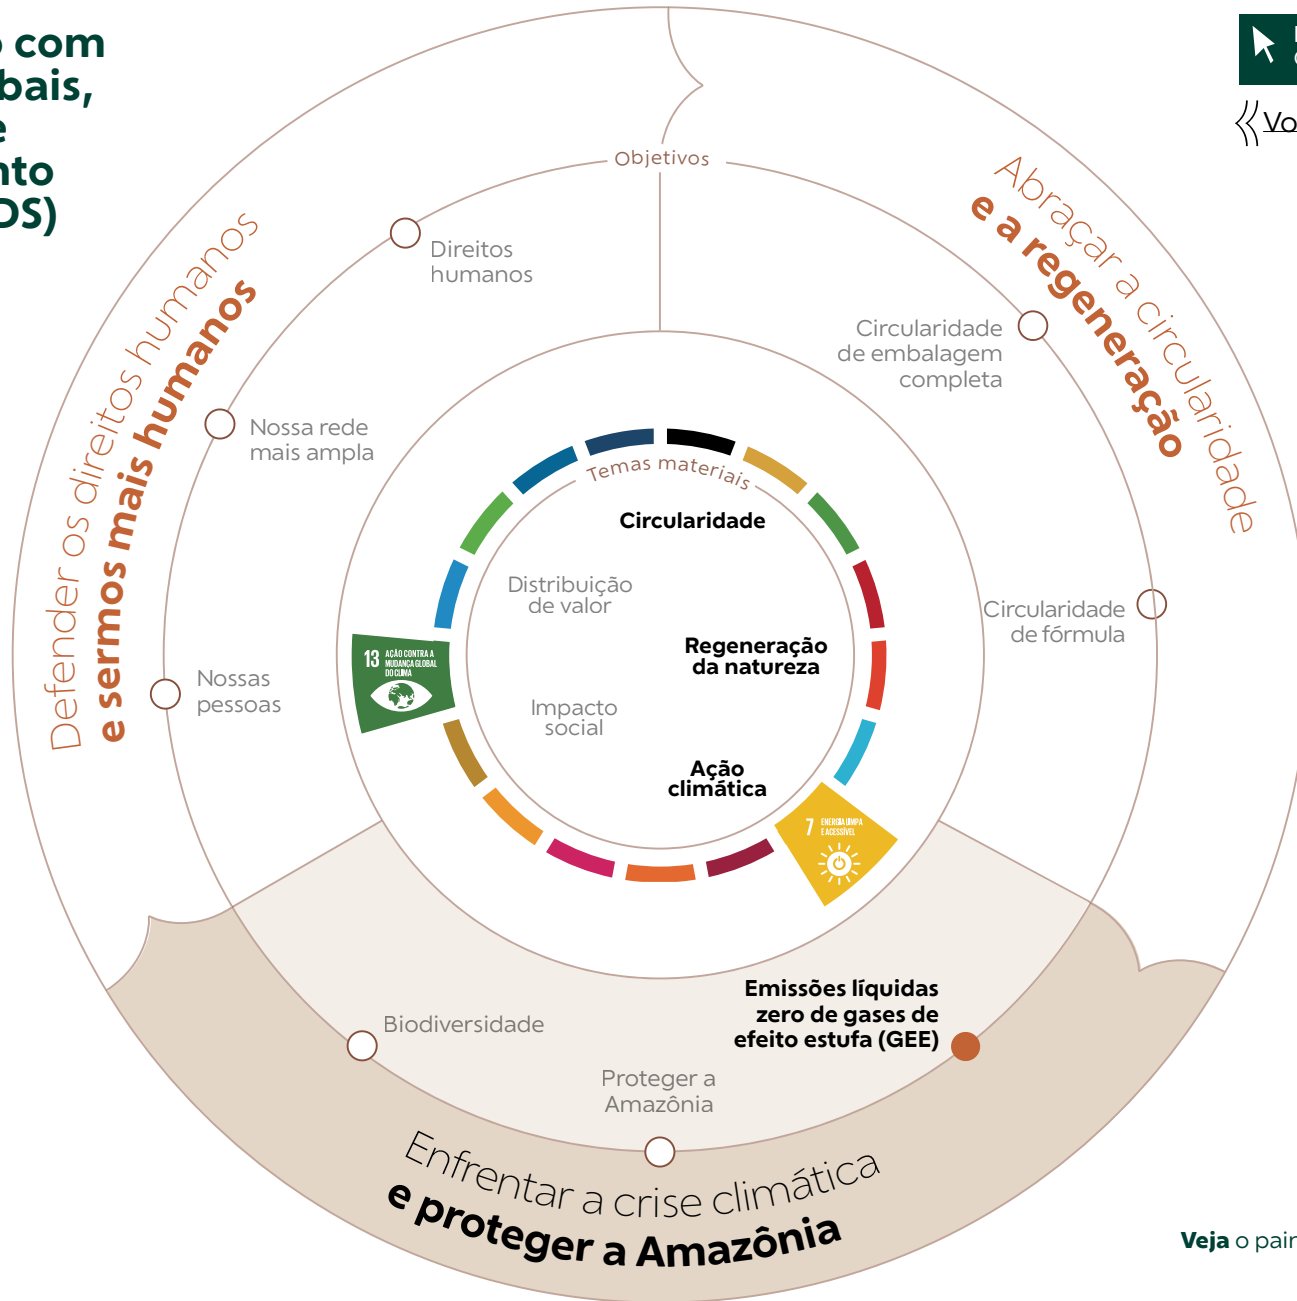 o com
bais,
e
nto
DS)
Vo
Objetivos
Defender os direitos humanos
e sermos mais humanos
Abraçar a circularidade
e a regeneração
Direitos
humanos
Nossa rede
mais ampla
Nossas
pessoas
Circularidade
de embalagem
completa
Circularidade
de fórmula
Temas materiais
Circularidade
Distribuição
de valor
Regeneração
da natureza
Impacto
social
Ação
climática
13 AÇÃO CONTRA A
MUDANÇA GLOBAL
DO CLIMA
7 ENERGIA LIMPA
E ACESSÍVEL
Emissões líquidas
zero de gases de
efeito estufa (GEE)
Biodiversidade
Proteger a
Amazônia
Enfrentar a crise climática
e proteger a Amazônia
Veja o pain